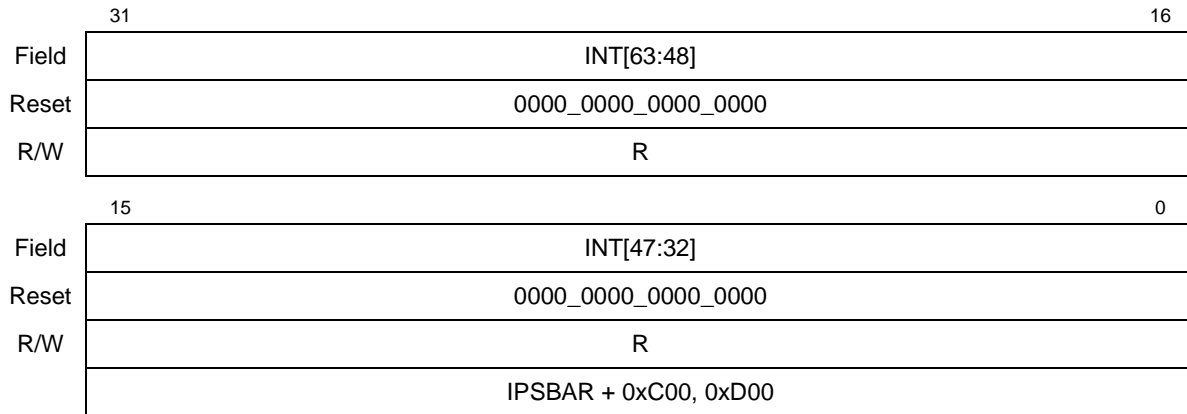 31 16
Field INT[63:48]
Reset 0000_0000_0000_0000
R/W R
15 0
Field INT[47:32]
Reset 0000_0000_0000_0000
R/W R
IPSBAR + 0xC00, 0xD00